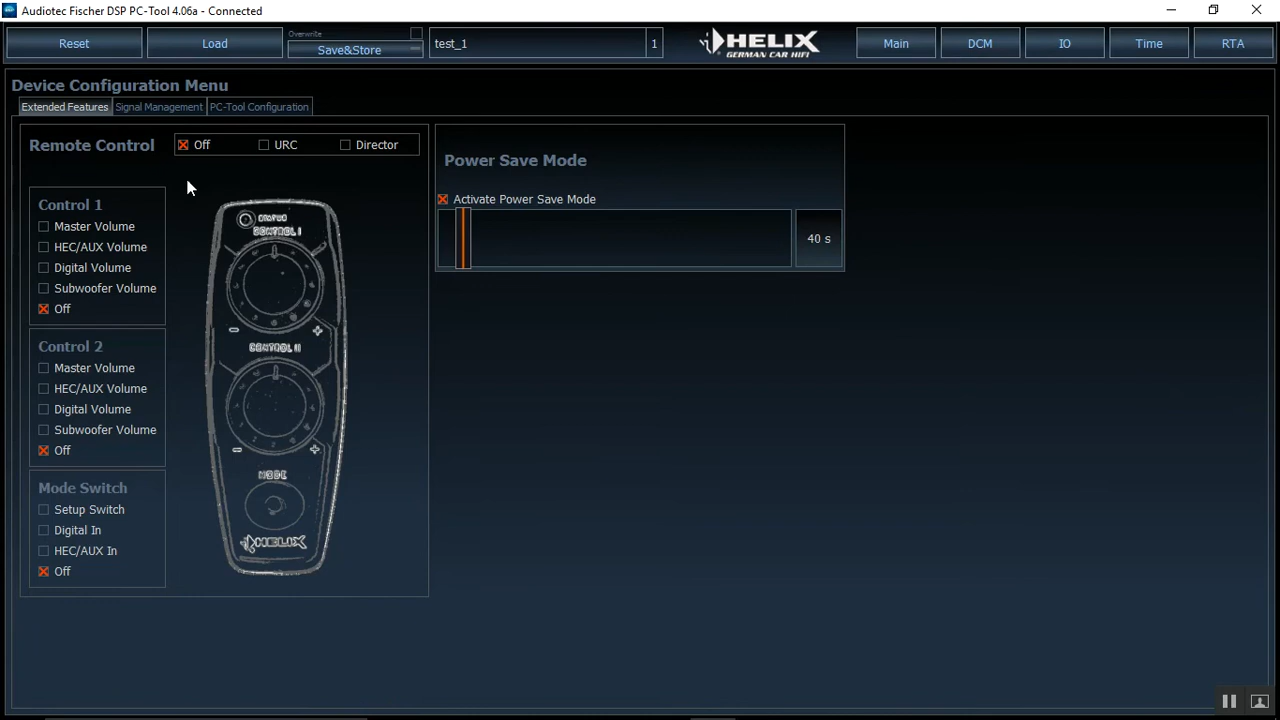 Audiotec Fischer DSP PC-Tool 4.06a - Connected
Reset
Load
Overwrite
Save&Store
test_1
1
HELIX
GERMAN CAR HIFI
Main
DCM
IO
Time
RTA
Device Configuration Menu
Extended Features
Signal Management
PC-Tool Configuration
Remote Control
Off
URC
Director
Control 1
Master Volume
HEC/AUX Volume
Digital Volume
Subwoofer Volume
Off
Control 2
Master Volume
HEC/AUX Volume
Digital Volume
Subwoofer Volume
Off
Mode Switch
Setup Switch
Digital In
HEC/AUX In
Off
STATUS
CONTROL I
CONTROL II
MODE
HELIX
Power Save Mode
Activate Power Save Mode
40 s